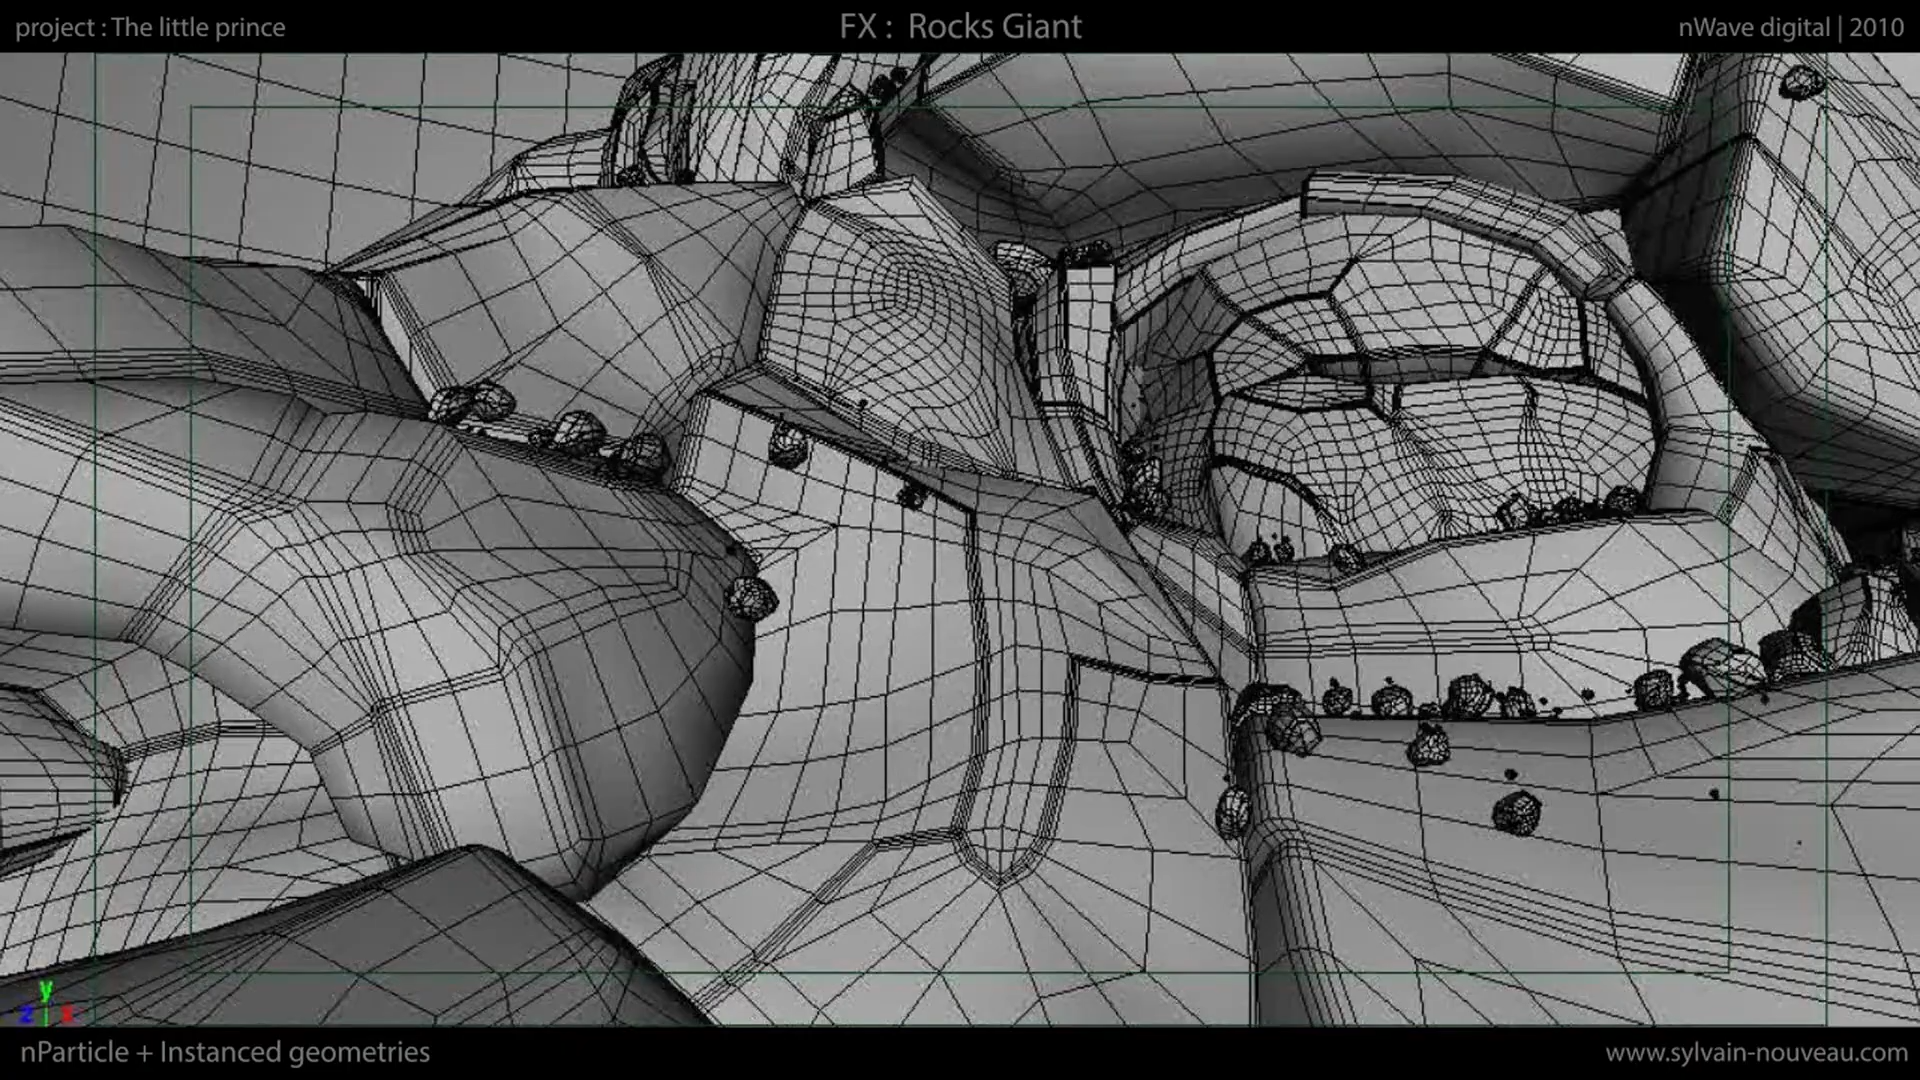 project : The little prince
FX : Rocks Giant
nWave digital | 2010
y
z x
nParticle + Instanced geometries
www.sylvain-nouveau.com